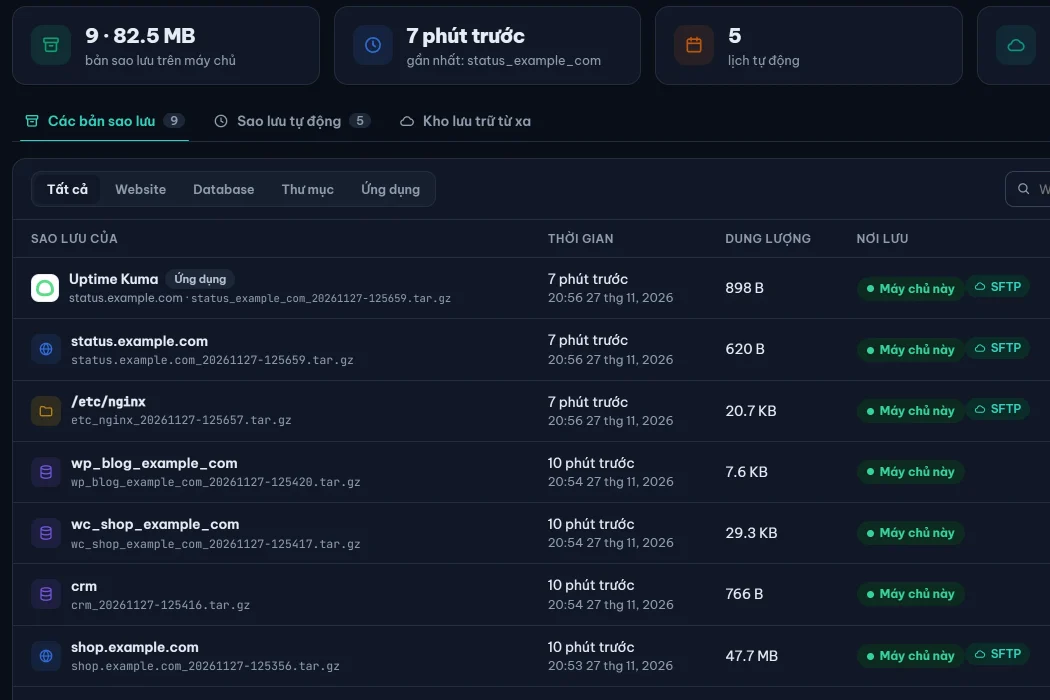 9 · 82.5 MB
bản sao lưu trên máy chủ
7 phút trước
gần nhất: status_example_com
5
lịch tự động
Các bản sao lưu 9
Sao lưu tự động 5
Kho lưu trữ từ xa
Tất cả
Website
Database
Thư mục
Ứng dụng
SAO LƯU CỦA
THỜI GIAN
DUNG LƯỢNG
NƠI LƯU
Uptime Kuma Ứng dụng
status.example.com · status_example_com_20261127-125659.tar.gz
7 phút trước
20:56 27 thg 11, 2026
898 B
Máy chủ này
SFTP
status.example.com
status.example.com_20261127-125659.tar.gz
7 phút trước
20:56 27 thg 11, 2026
620 B
Máy chủ này
SFTP
/etc/nginx
etc_nginx_20261127-125657.tar.gz
7 phút trước
20:56 27 thg 11, 2026
20.7 KB
Máy chủ này
SFTP
wp_blog_example_com
wp_blog_example_com_20261127-125420.tar.gz
10 phút trước
20:54 27 thg 11, 2026
7.6 KB
Máy chủ này
wc_shop_example_com
wc_shop_example_com_20261127-125417.tar.gz
10 phút trước
20:54 27 thg 11, 2026
29.3 KB
Máy chủ này
crm
crm_20261127-125416.tar.gz
10 phút trước
20:54 27 thg 11, 2026
766 B
Máy chủ này
shop.example.com
shop.example.com_20261127-125356.tar.gz
10 phút trước
20:53 27 thg 11, 2026
47.7 MB
Máy chủ này
SFTP